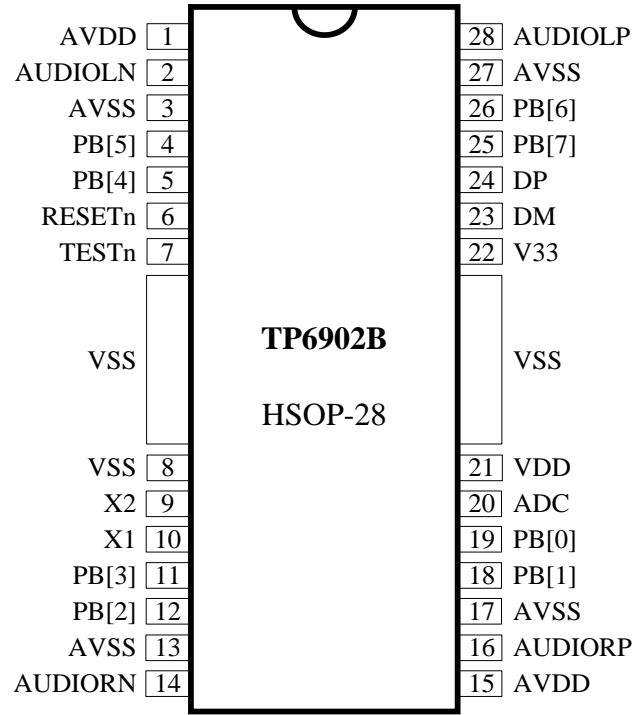 AVDD 1 28 AUDIOLP
AUDIOLN 2 27 AVSS
AVSS 3 26 PB[6]
PB[5] 4 25 PB[7]
PB[4] 5 24 DP
RESETn 6 23 DM
TESTn 7 22 V33
TP6902B
VSS VSS
HSOP-28
VSS 8 21 VDD
X2 9 20 ADC
X1 10 19 PB[0]
PB[3] 11 18 PB[1]
PB[2] 12 17 AVSS
AVSS 13 16 AUDIORP
AUDIORN 14 15 AVDD